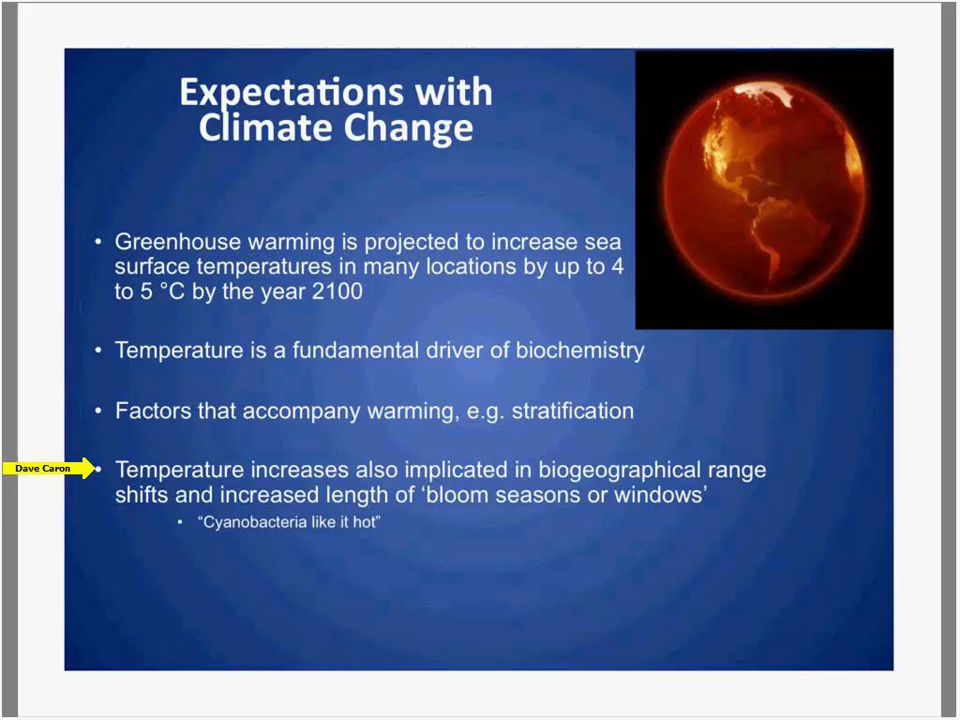 Expectations with
Climate Change
• Greenhouse warming is projected to increase sea
surface temperatures in many locations by up to 4
to 5 °C by the year 2100
• Temperature is a fundamental driver of biochemistry
• Factors that accompany warming, e.g. stratification
Dave Caron
• Temperature increases also implicated in biogeographical range
shifts and increased length of ‘bloom seasons or windows’
• “Cyanobacteria like it hot”